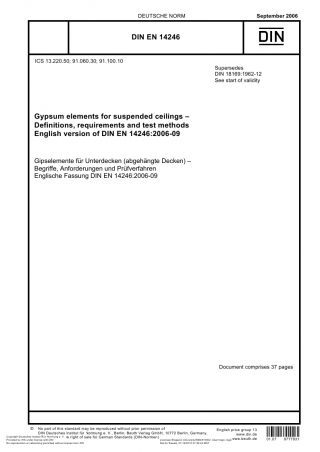 DEUTSCHE NORM
September 2006
DIN EN 14246
DIN
ICS 13.220.50; 91.060.30; 91.100.10
Supersedes
DIN 18169:1962-12
See start of validity
Gypsum elements for suspended ceilings –
Definitions, requirements and test methods
English version of DIN EN 14246:2006-09
Gipselemente für Unterdecken (abgehängte Decken) –
Begriffe, Anforderungen und Prüfverfahren
Englische Fassung DIN EN 14246:2006-09
Document comprises 37 pages
© No part of this standard may be reproduced without prior permission of
DIN Deutsches Institut für Normung e. V., Berlin. Beuth Verlag GmbH, 10772 Berlin, Germany,
has the exclusive right of sale for German Standards (DIN-Normen).
English price group 13
www.din.de
www.beuth.de